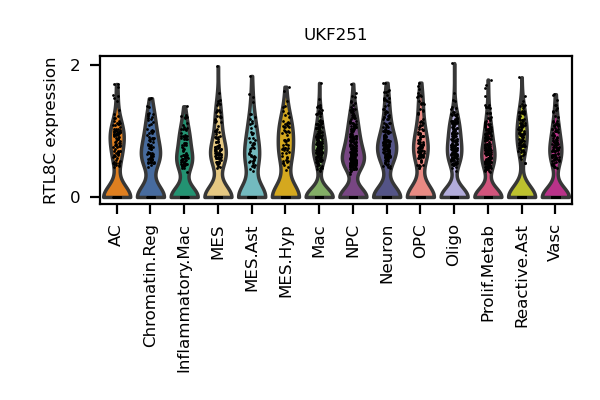 UKF251
RTL8C expression
2
0
AC
Chromatin.Reg
Inflammatory.Mac
MES
MES.Ast
MES.Hyp
Mac
NPC
Neuron
OPC
Oligo
Prolif.Metab
Reactive.Ast
Vasc